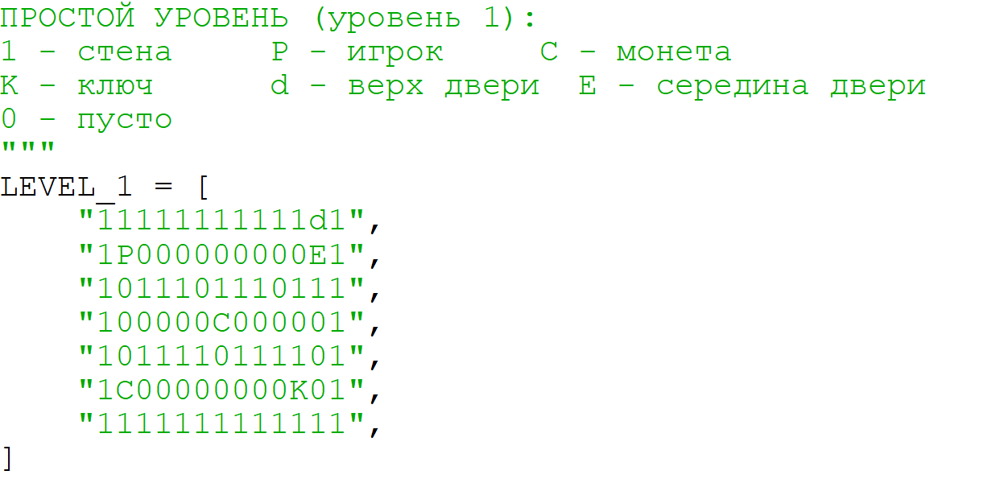 ПРОСТОЙ УРОВЕНЬ (уровень 1):
1 - стена     P - игрок     C - монета
K - ключ      d - верх двери  E - середина двери
0 - пусто
"""
LEVEL_1 = [
    "11111111111d1",
    "1P000000000E1",
    "1011101110111",
    "100000C000001",
    "1011110111101",
    "1C00000000K01",
    "1111111111111",
]